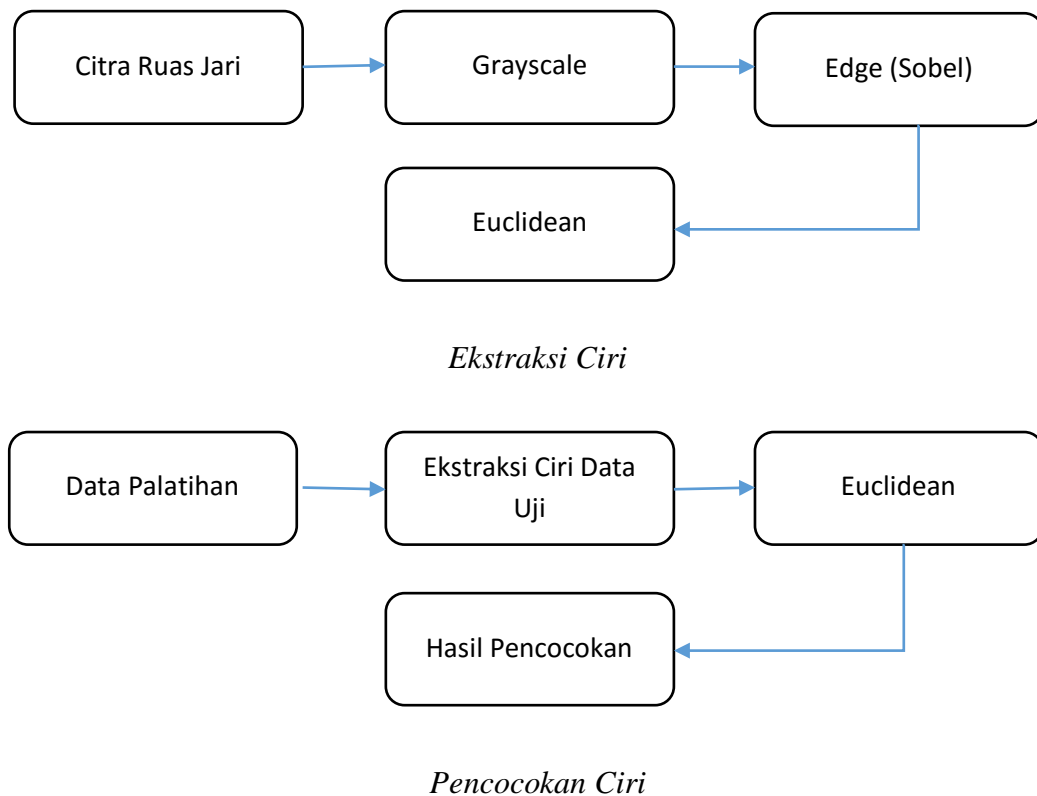 Citra Ruas Jari
Grayscale
Edge (Sobel)
Euclidean
Ekstraksi Ciri
Data Palatihan
Ekstraksi Ciri Data
Uji
Euclidean
Hasil Pencocokan
Pencocokan Ciri